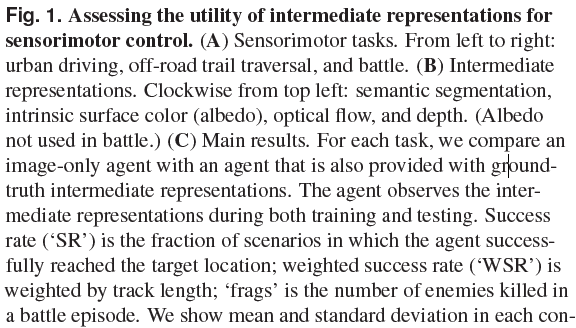 Fig. 1. Assessing the utility of intermediate representations for
sensorimotor control. (A) Sensorimotor tasks. From left to right:
urban driving, off-road trail traversal, and battle. (B) Intermediate
representations. Clockwise from top left: semantic segmentation,
intrinsic surface color (albedo), optical flow, and depth. (Albedo
not used in battle.) (C) Main results. For each task, we compare an
image-only agent with an agent that is also provided with ground-
truth intermediate representations. The agent observes the inter-
mediate representations during both training and testing. Success
rate (‘SR’) is the fraction of scenarios in which the agent success-
fully reached the target location; weighted success rate (‘WSR’) is
weighted by track length; ‘frags’ is the number of enemies killed in
a battle episode. We show mean and standard deviation in each con-